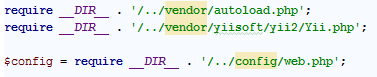 require __DIR__ . '/../vendor/autoload.php';
require __DIR__ . '/../vendor/yiisoft/yii2/Yii.php';
$config = require __DIR__ . '/../config/web.php';